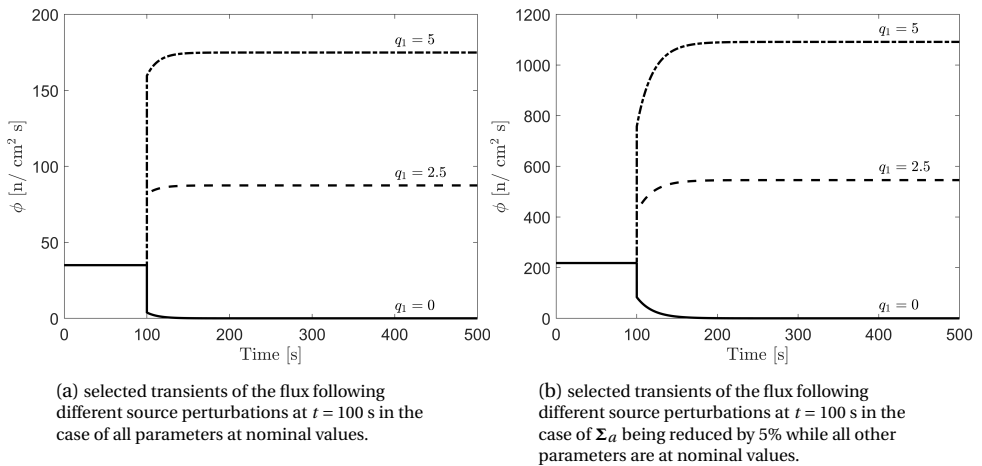 200
150
100
50
0
ϕ [n/ cm² s]
q₁ = 5
q₁ = 2.5
q₁ = 0
0 100 200 300 400 500
Time [s]
(a) selected transients of the flux following
different source perturbations at t = 100 s in the
case of all parameters at nominal values.
1200
1000
800
600
400
200
0
ϕ [n/ cm² s]
q₁ = 5
q₁ = 2.5
q₁ = 0
0 100 200 300 400 500
Time [s]
(b) selected transients of the flux following
different source perturbations at t = 100 s in the
case of Σₐ being reduced by 5% while all other
parameters are at nominal values.